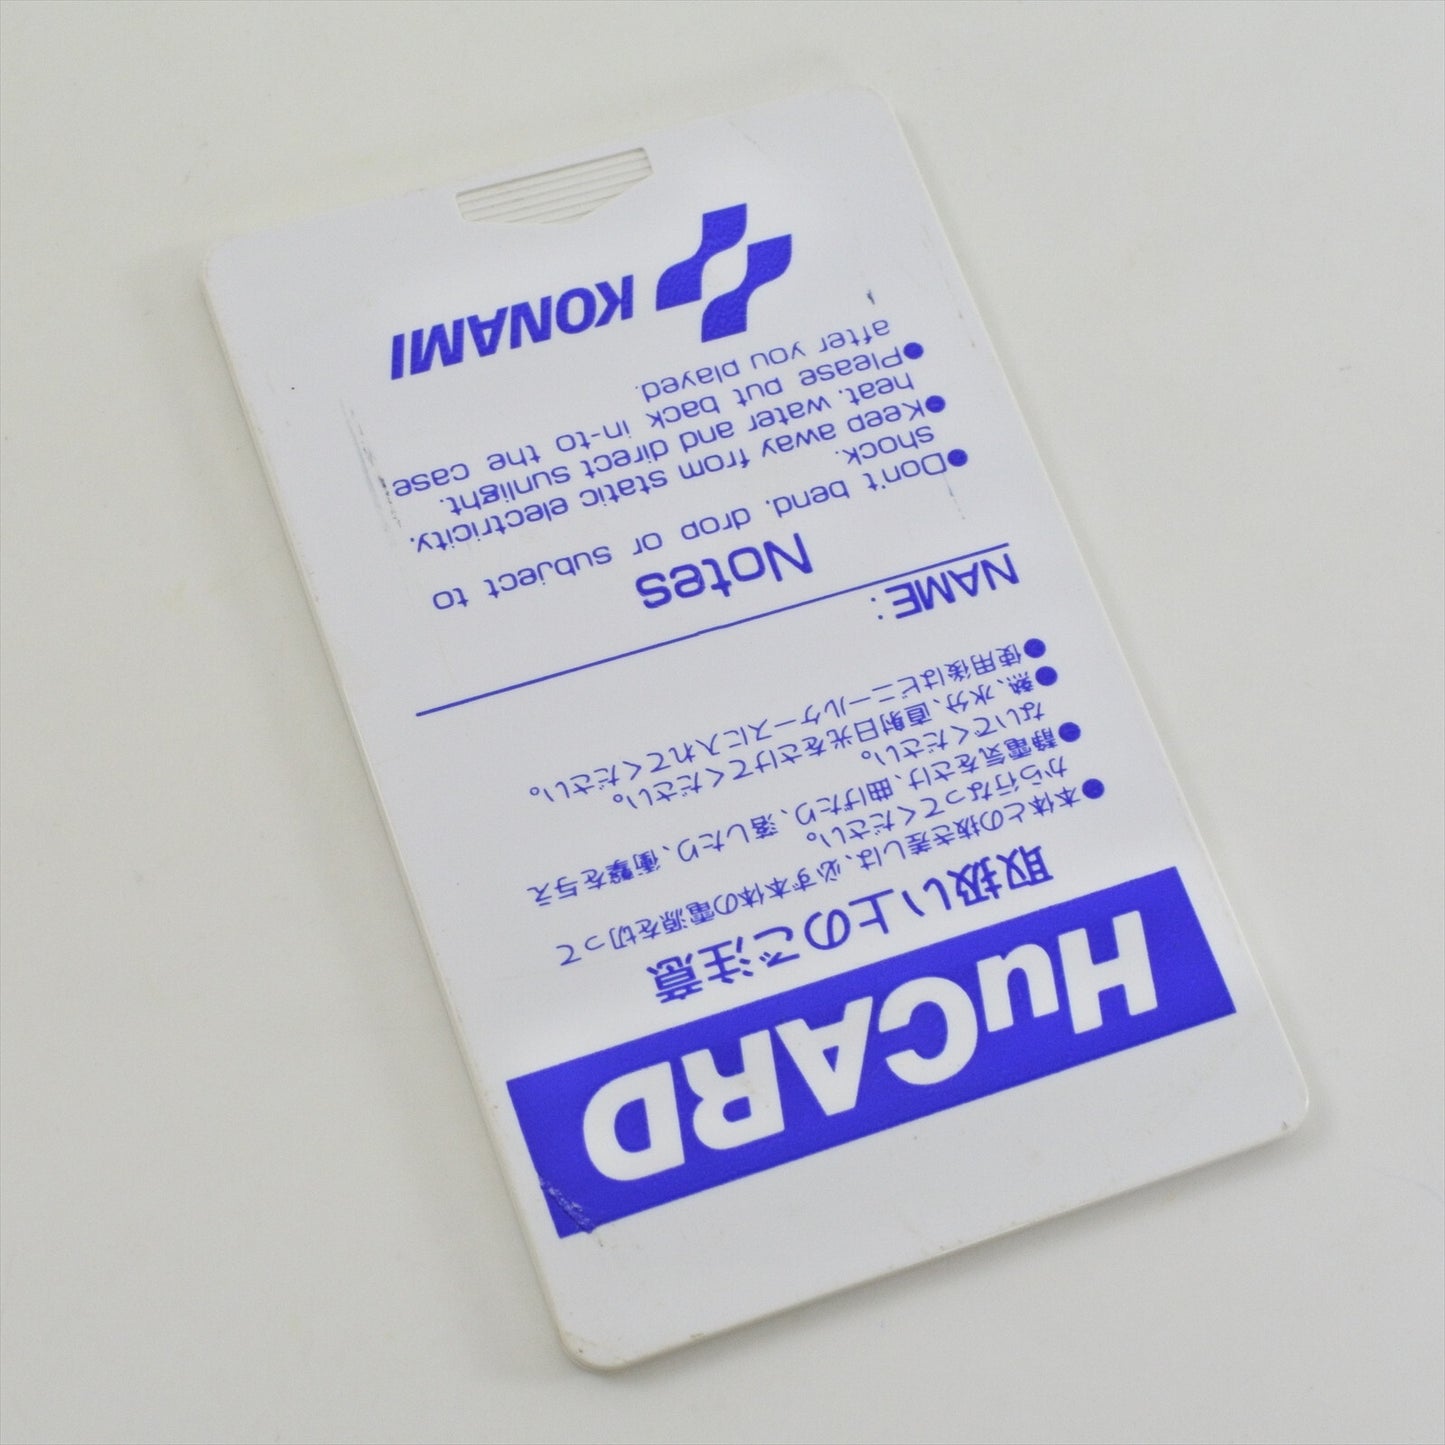 HuCARD
取扱い上のご注意
●本体との抜き差しは、必ず本体の電源を切って
から行なってください。
●静電気をさけ、曲げたり、落したり、衝撃を与え
ないでください。
●熱、水分、直射日光をさけてください。
●使用後はビニールケースに入れてください。
NAME:
Notes
●Don't bend. drop or subject to
shock.
●Keep away from static electricity.
heat. water and direct sunlight.
●Please put back in-to the case
after you played.
KONAMI